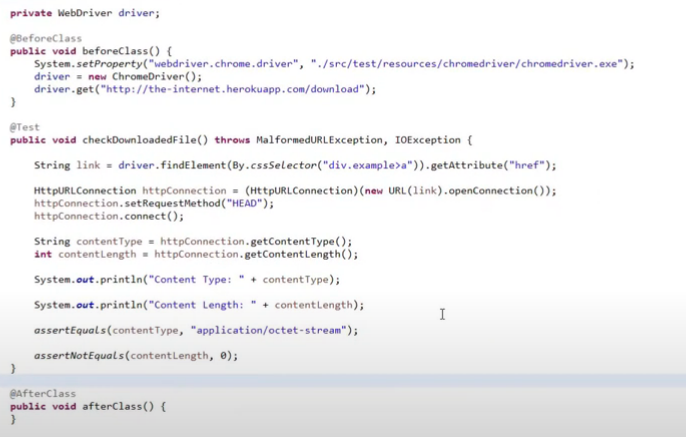 private WebDriver driver;
@BeforeClass
public void beforeClass() {
System.setProperty("webdriver.chrome.driver", "./src/test/resources/chromedriver/chromedriver.exe");
driver = new ChromeDriver();
driver.get("http://the-internet.herokuapp.com/download");
}
@Test
public void checkDownloadedFile() throws MalformedURLException, IOException {
String link = driver.findElement(By.cssSelector("div.example>a")).getAttribute("href");
HttpURLConnection httpConnection = (HttpURLConnection)(new URL(link).openConnection());
httpConnection.setRequestMethod("HEAD");
httpConnection.connect();
String contentType = httpConnection.getContentType();
int contentLength = httpConnection.getContentLength();
System.out.println("Content Type: " + contentType);
System.out.println("Content Length: " + contentLength);
assertEquals(contentType, "application/octet-stream");
assertNotEquals(contentLength, 0);
}
@AfterClass
public void afterClass() {
}